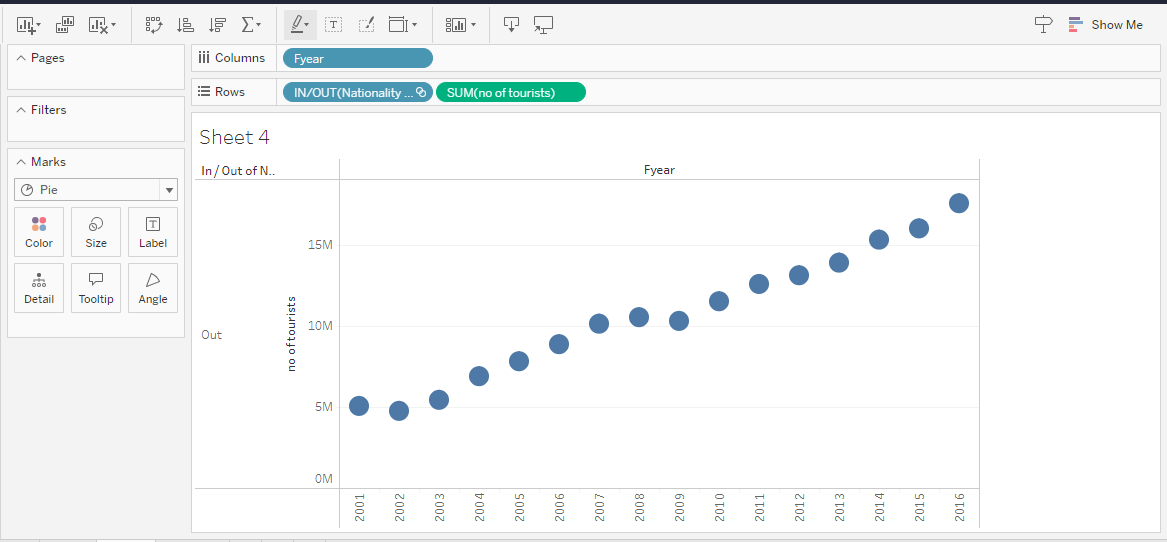 Show Me
Pages
Columns
Fyear
Rows
IN/OUT(Nationality ...
SUM(no of tourists)
Filters
Marks
Pie
Color
Size
Label
Detail
Tooltip
Angle
Sheet 4
In / Out of N..
Fyear
Out
no of tourists
15M
10M
5M
0M
2001 2002 2003 2004 2005 2006 2007 2008 2009 2010 2011 2012 2013 2014 2015 2016